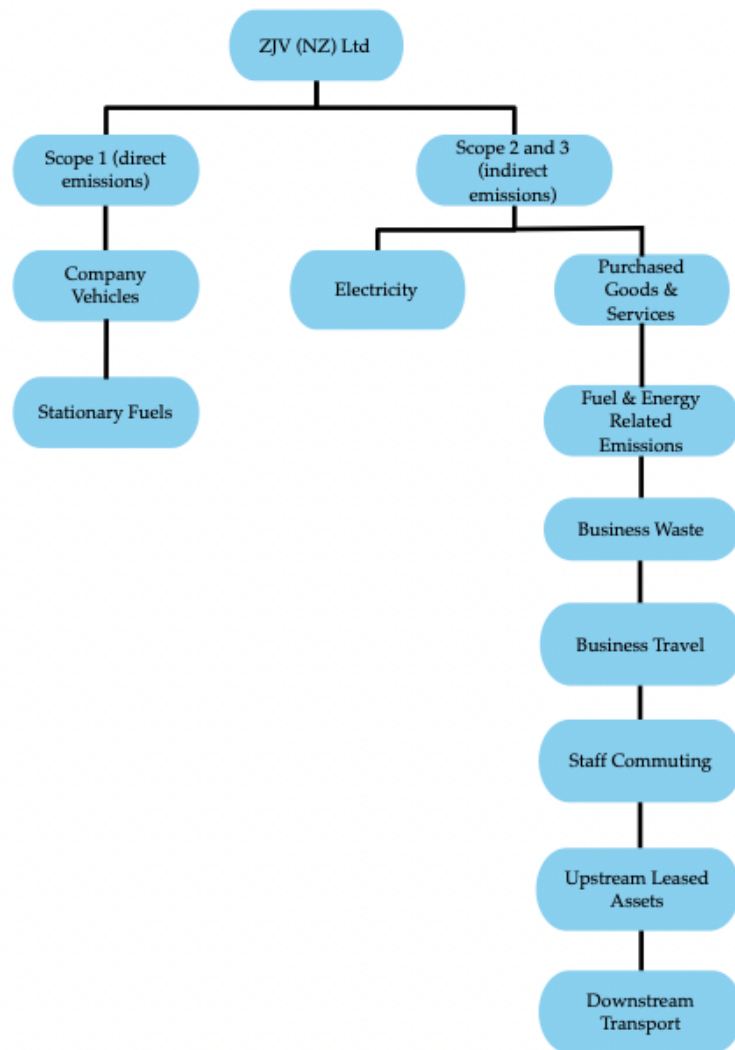 ZJV (NZ) Ltd
Scope 1 (direct
emissions)
Scope 2 and 3
(indirect
emissions)
Company
Vehicles
Electricity
Purchased
Goods &
Services
Stationary Fuels
Fuel & Energy
Related
Emissions
Business Waste
Business Travel
Staff Commuting
Upstream Leased
Assets
Downstream
Transport